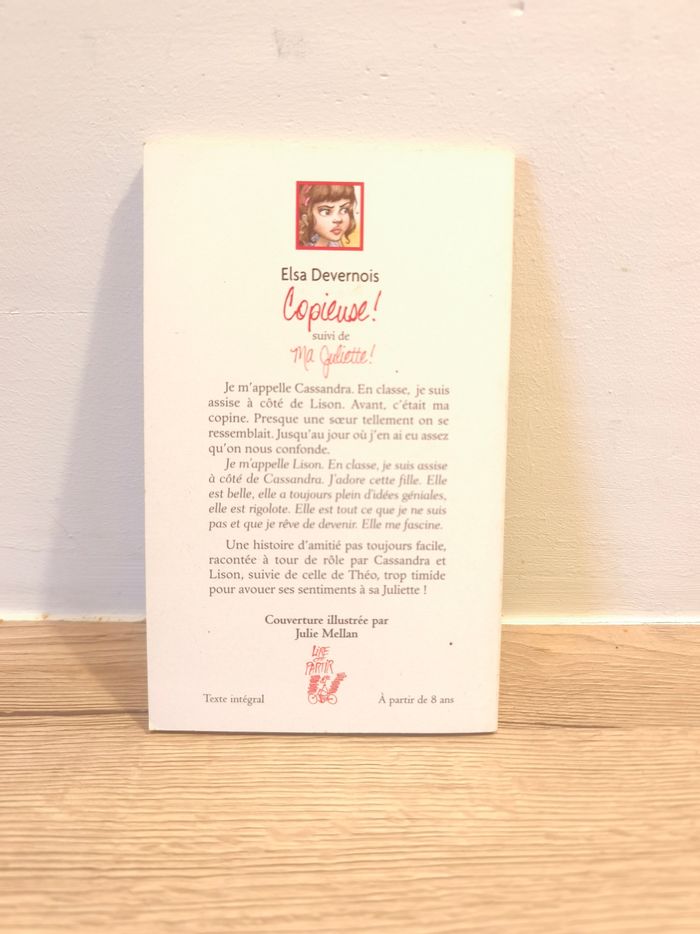 Elsa Devernois
Copieuse !
suivi de
Ma Juliette !
Je m'appelle Cassandra. En classe, je suis
assise à côté de Lison. Avant, c'était ma
copine. Presque une sœur tellement on se
ressemblait. Jusqu'au jour où j'en ai eu assez
qu'on nous confonde.
Je m'appelle Lison. En classe, je suis assise
à côté de Cassandra. J'adore cette fille. Elle
est belle, elle a toujours plein d'idées géniales,
elle est rigolote. Elle est tout ce que je ne suis
pas et que je rêve de devenir. Elle me fascine.
Une histoire d'amitié pas toujours facile,
racontée à tour de rôle par Cassandra et
Lison, suivie de celle de Théo, trop timide
pour avouer ses sentiments à sa Juliette !
Couverture illustrée par
Julie Mellan
LIRE
PARTIR
Texte intégral
À partir de 8 ans